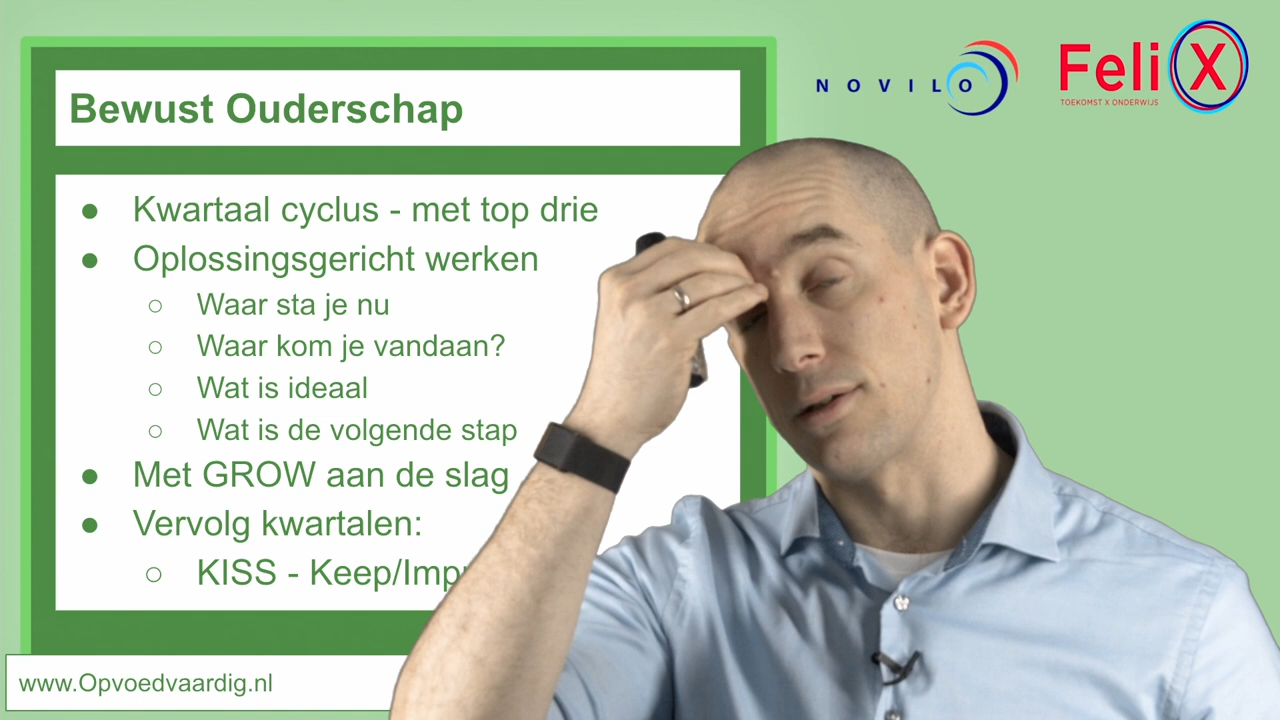 NOVILO
FeliX
TOEKOMST X ONDERWIJS
Bewust Ouderschap
● Kwartaal cyclus - met top drie
● Oplossingsgericht werken
○ Waar sta je nu
○ Waar kom je vandaan?
○ Wat is ideaal
○ Wat is de volgende stap
● Met GROW aan de slag
● Vervolg kwartalen:
○ KISS - Keep/Imp
www.Opvoedvaardig.nl